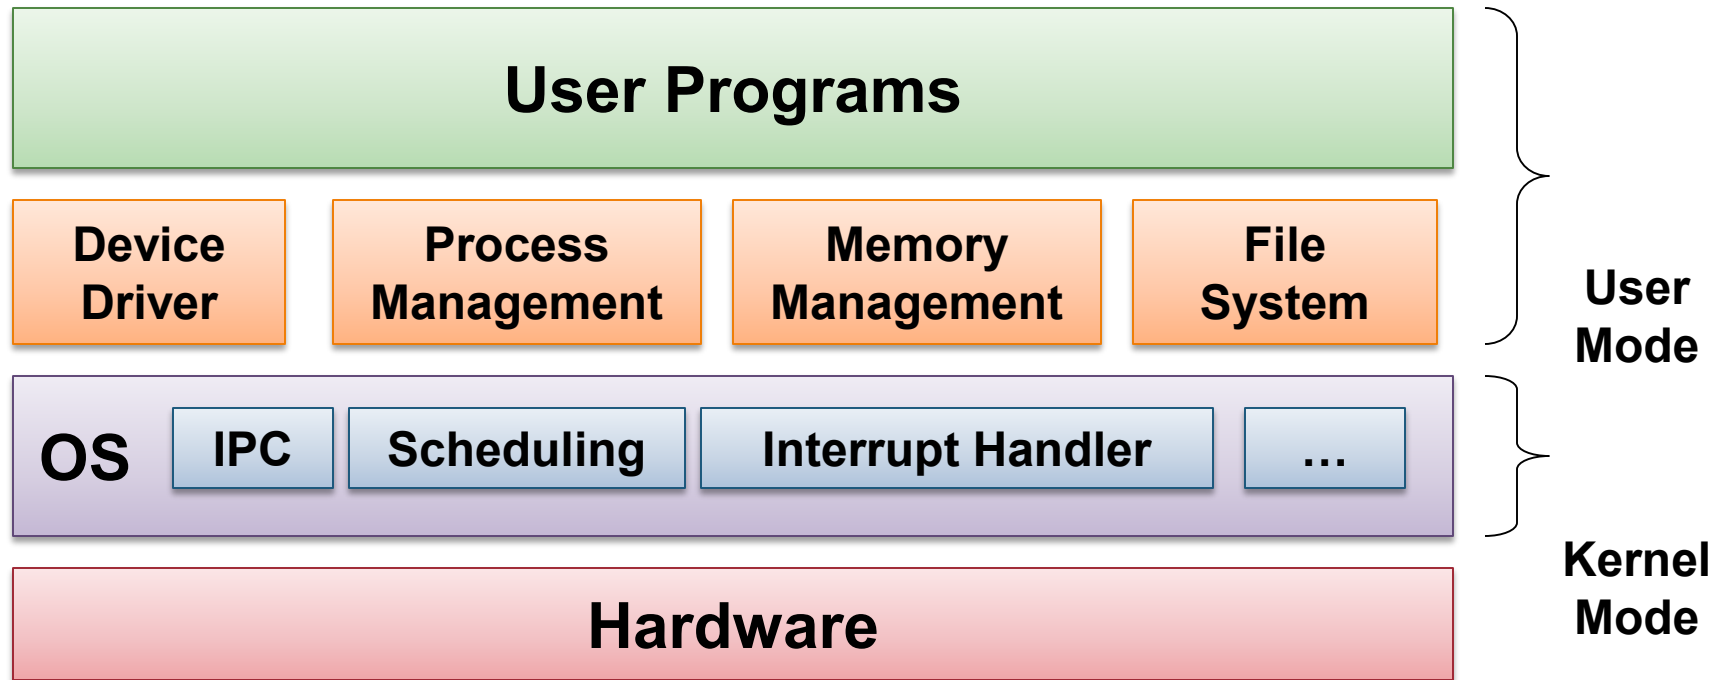 User Programs
Device
Driver
Process
Management
Memory
Management
File
System
User
Mode
OS
IPC
Scheduling
Interrupt Handler
…
Kernel
Mode
Hardware